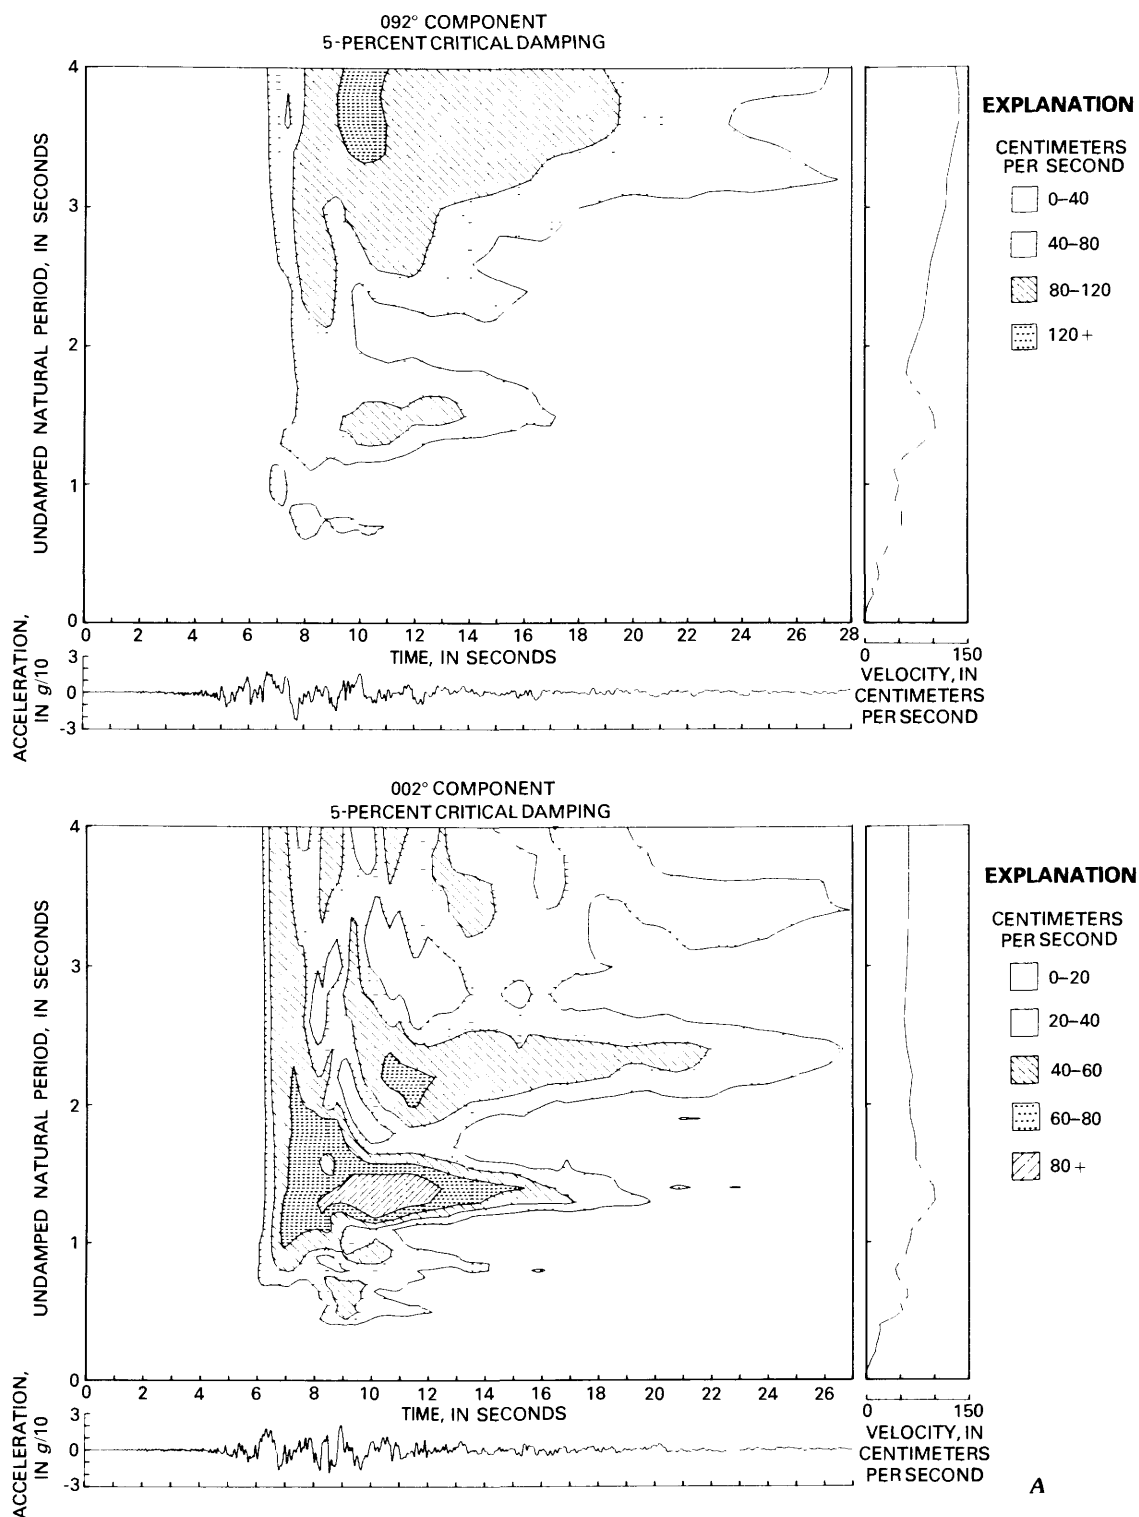 092° COMPONENT
5-PERCENT CRITICAL DAMPING
UNDAMPED NATURAL PERIOD, IN SECONDS
4
3
2
1
0
0 2 4 6 8 10 12 14 16 18 20 22 24 26 28
TIME, IN SECONDS
ACCELERATION,
IN g/10
3
0
-3
0 150
VELOCITY, IN
CENTIMETERS
PER SECOND
EXPLANATION
CENTIMETERS
PER SECOND
0–40
40–80
80–120
120 +
002° COMPONENT
5-PERCENT CRITICAL DAMPING
UNDAMPED NATURAL PERIOD, IN SECONDS
4
3
2
1
0
0 2 4 6 8 10 12 14 16 18 20 22 24 26
TIME, IN SECONDS
ACCELERATION,
IN g/10
3
0
-3
0 150
VELOCITY, IN
CENTIMETERS
PER SECOND
EXPLANATION
CENTIMETERS
PER SECOND
0–20
20–40
40–60
60–80
80 +
A